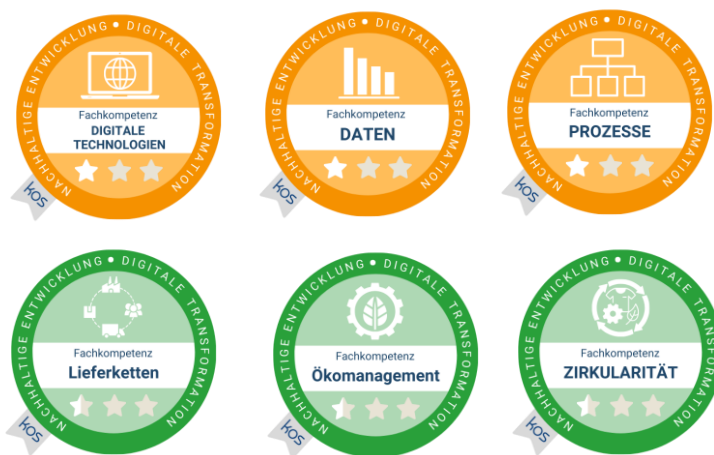 NACHHALTIGE ENTWICKLUNG • DIGITALE TRANSFORMATION
Fachkompetenz
DIGITALE
TECHNOLOGIEN
kos
NACHHALTIGE ENTWICKLUNG • DIGITALE TRANSFORMATION
Fachkompetenz
DATEN
kos
NACHHALTIGE ENTWICKLUNG • DIGITALE TRANSFORMATION
Fachkompetenz
PROZESSE
kos
NACHHALTIGE ENTWICKLUNG • DIGITALE TRANSFORMATION
Fachkompetenz
Lieferketten
kos
NACHHALTIGE ENTWICKLUNG • DIGITALE TRANSFORMATION
Fachkompetenz
Ökomanagement
kos
NACHHALTIGE ENTWICKLUNG • DIGITALE TRANSFORMATION
Fachkompetenz
ZIRKULARITÄT
kos